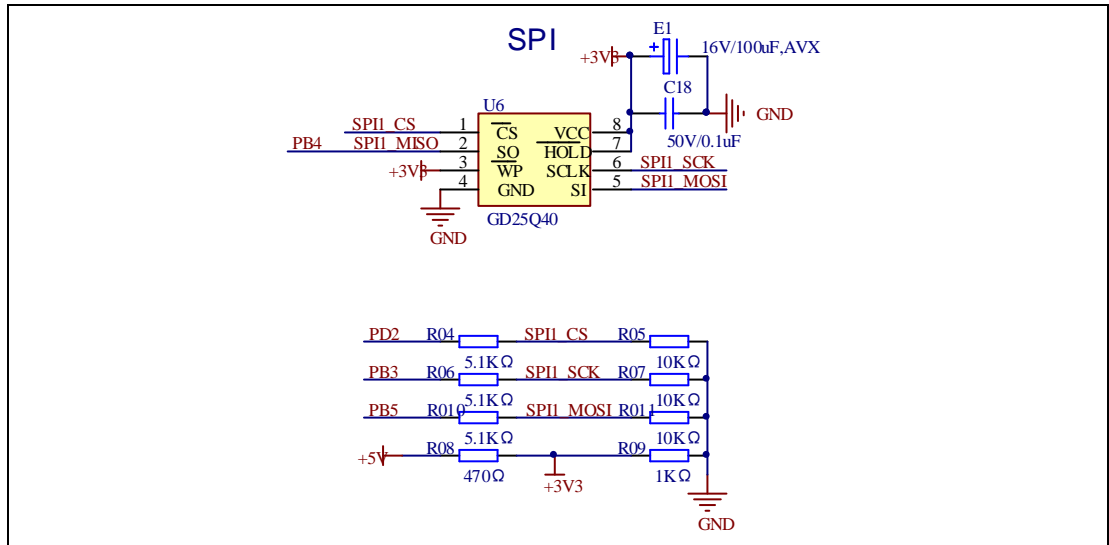 SPI
E1
+3V3
16V/100uF,AVX
C18
GND
50V/0.1uF
U6
SPI1_CS 1 CS VCC 8
PB4 SPI1_MISO 2 SO HOLD 7
+3V3 3 WP SCLK 6 SPI1_SCK
4 GND SI 5 SPI1_MOSI
GD25Q40
GND
PD2 R04 SPI1_CS R05
5.1KΩ 10KΩ
PB3 R06 SPI1_SCK R07
5.1KΩ 10KΩ
PB5 R010 SPI1_MOSI R011
5.1KΩ 10KΩ
+5V R08 R09
470Ω +3V3 1KΩ
GND